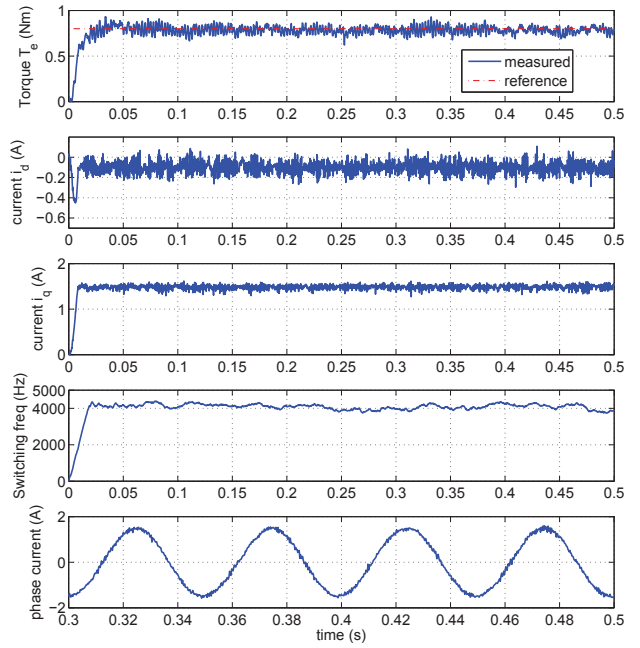 Torque T_e (Nm)
1
0.5
0
measured
reference
0 0.05 0.1 0.15 0.2 0.25 0.3 0.35 0.4 0.45 0.5
current i_d (A)
0
−0.2
−0.4
−0.6
0 0.05 0.1 0.15 0.2 0.25 0.3 0.35 0.4 0.45 0.5
current i_q (A)
2
1
0
0 0.05 0.1 0.15 0.2 0.25 0.3 0.35 0.4 0.45 0.5
Switching freq (Hz)
5000
4000
2000
0
0 0.05 0.1 0.15 0.2 0.25 0.3 0.35 0.4 0.45 0.5
phase current (A)
2
0
−2
0.3 0.32 0.34 0.36 0.38 0.4 0.42 0.44 0.46 0.48 0.5
time (s)